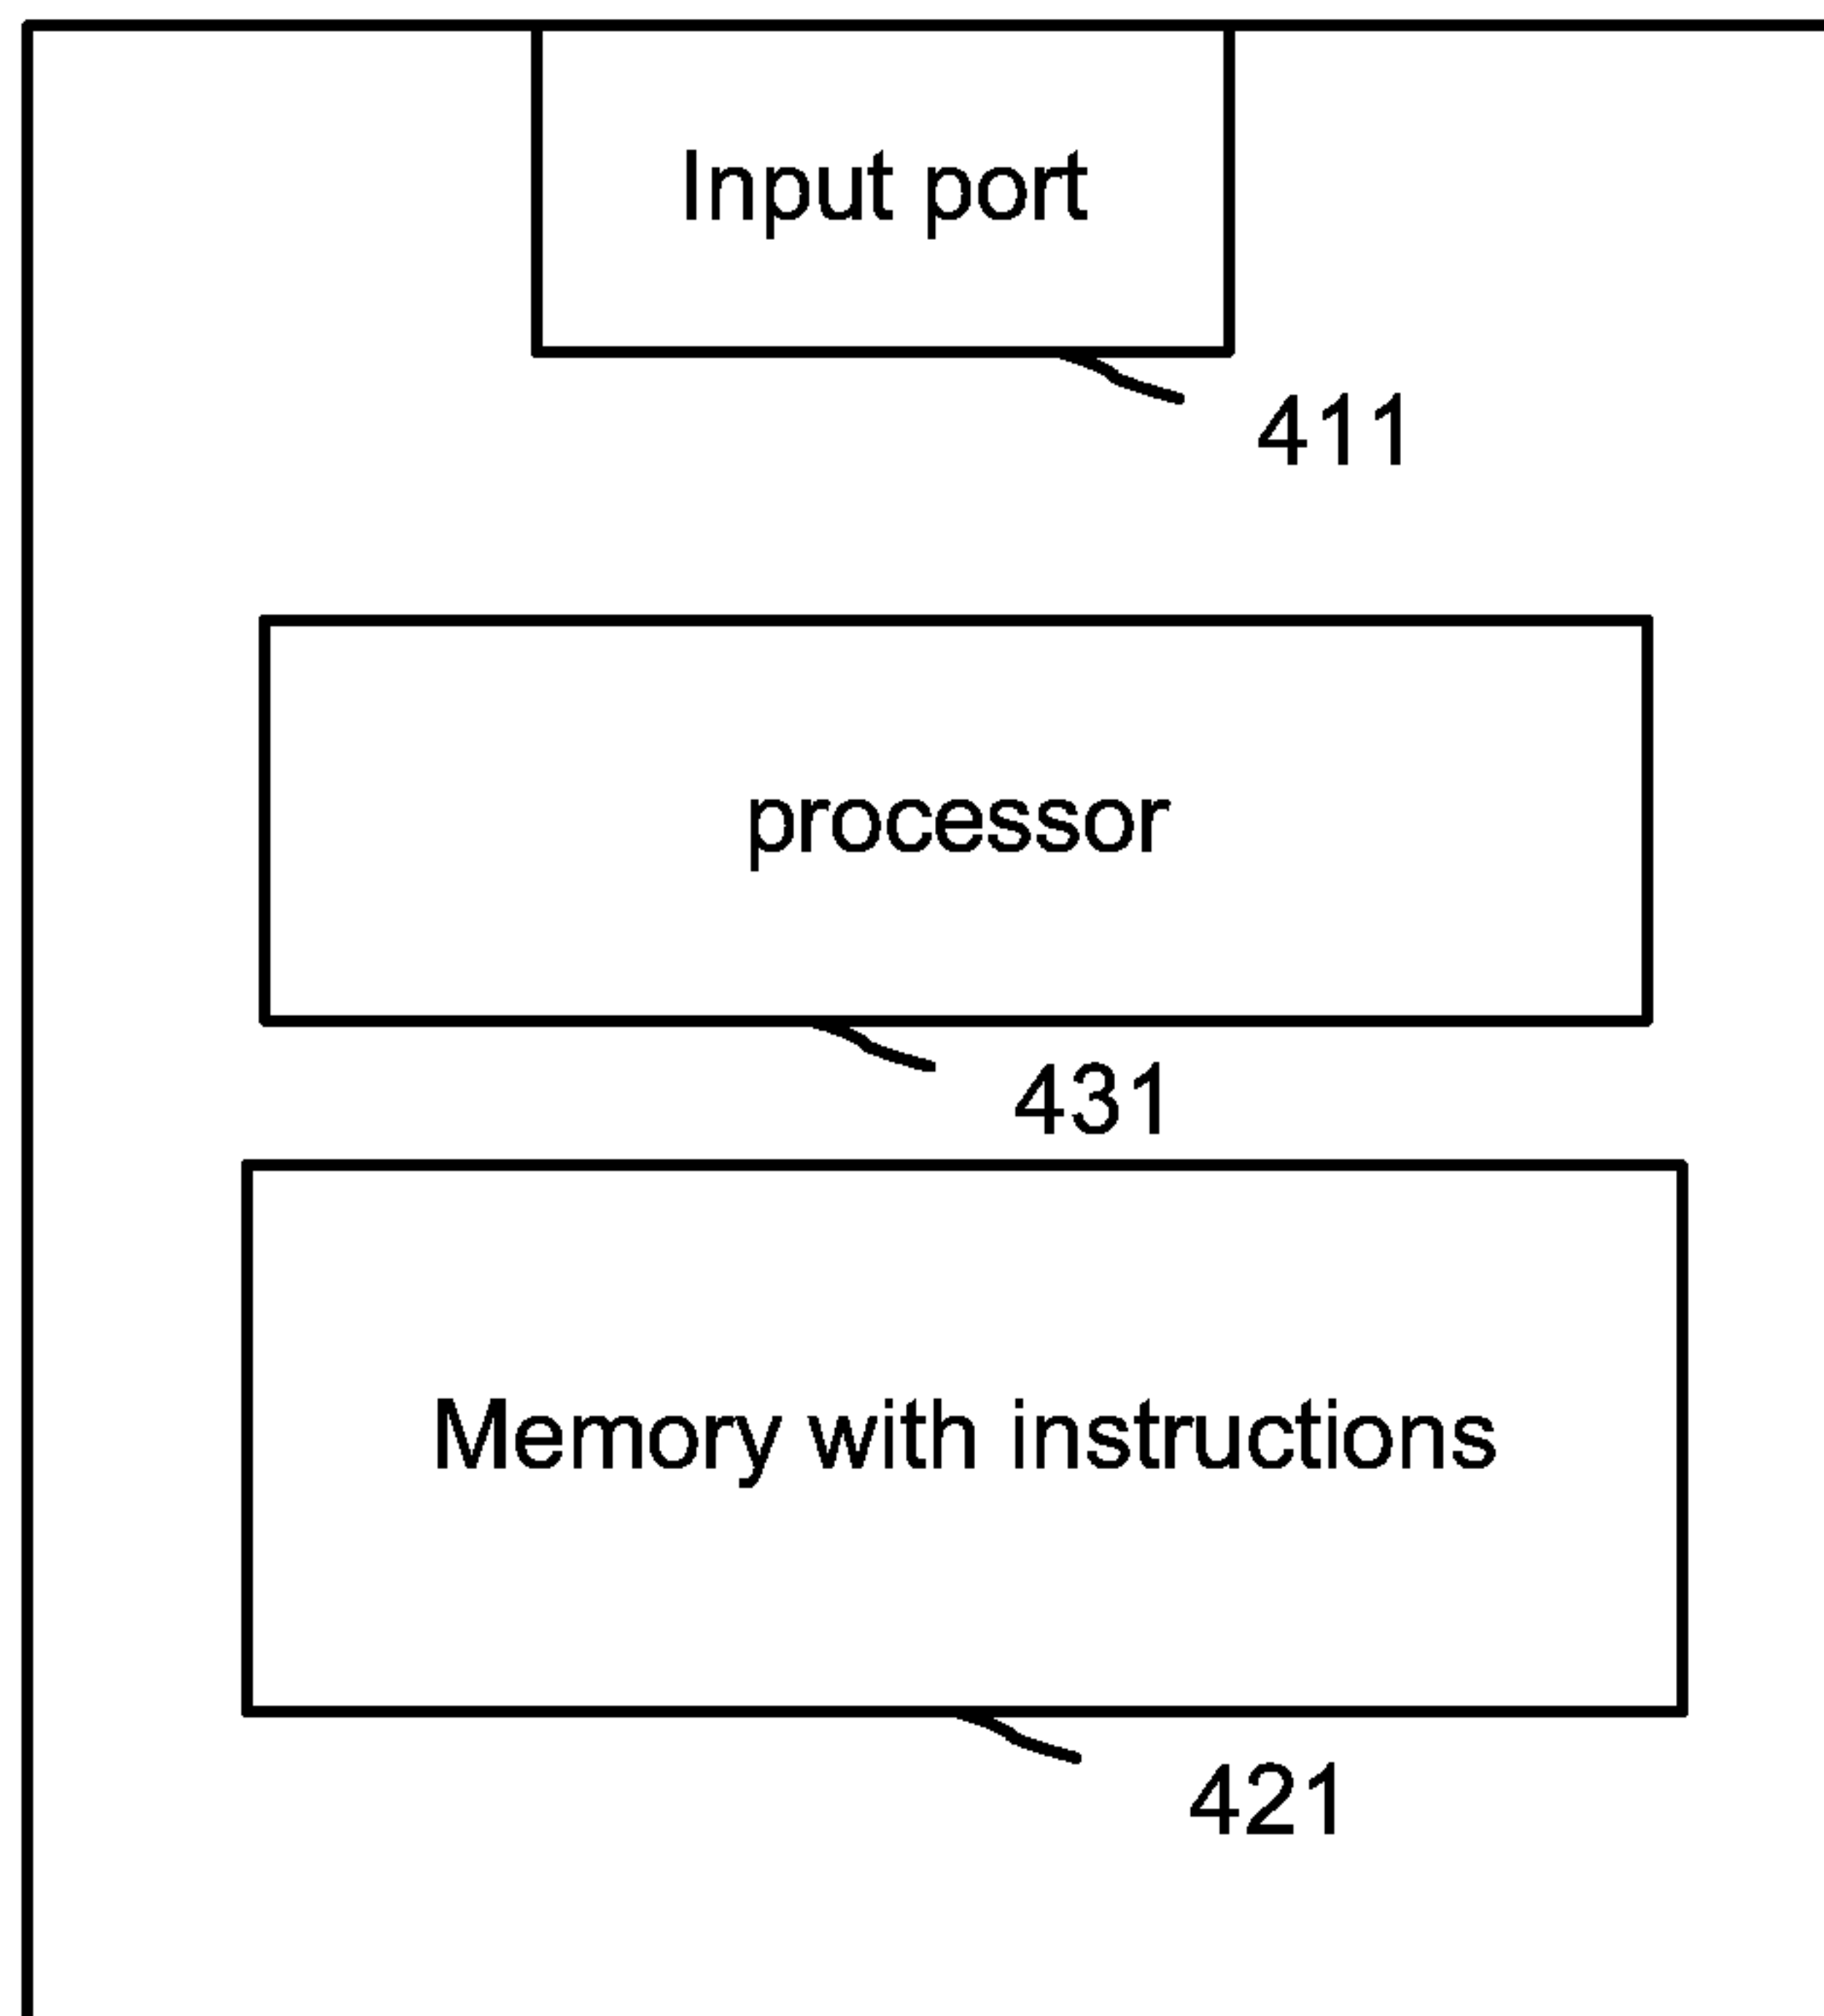 Input port
411
processor
431
Memory with instructions
421